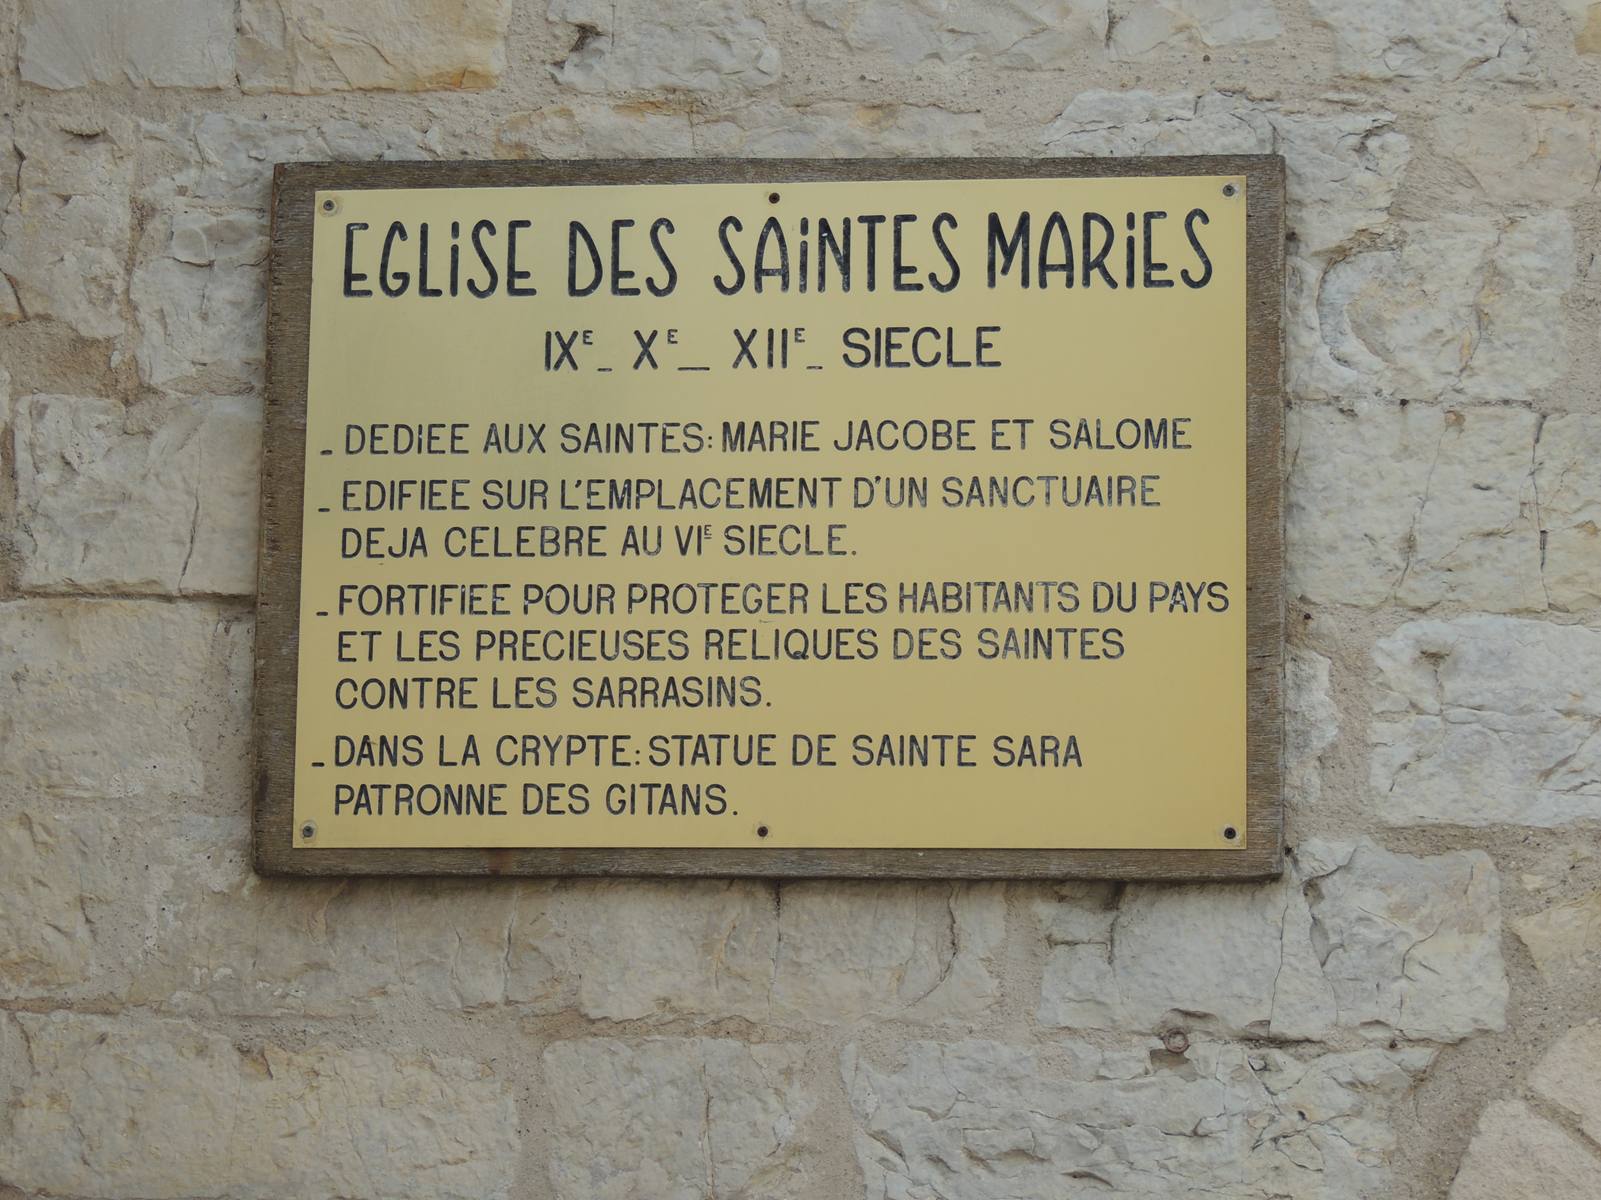 EGLiSE DES SAiNTES MARiES
IXᴱ_ Xᴱ_ XIIᴱ_ SIECLE
_ DEDIEE AUX SAINTES: MARIE JACOBE ET SALOME
_ EDIFIEE SUR L'EMPLACEMENT D'UN SANCTUAIRE
DEJA CELEBRE AU VIᴱ SIECLE.
_ FORTIFIEE POUR PROTEGER LES HABITANTS DU PAYS
ET LES PRECIEUSES RELIQUES DES SAINTES
CONTRE LES SARRASINS.
_ DANS LA CRYPTE: STATUE DE SAINTE SARA
PATRONNE DES GITANS.